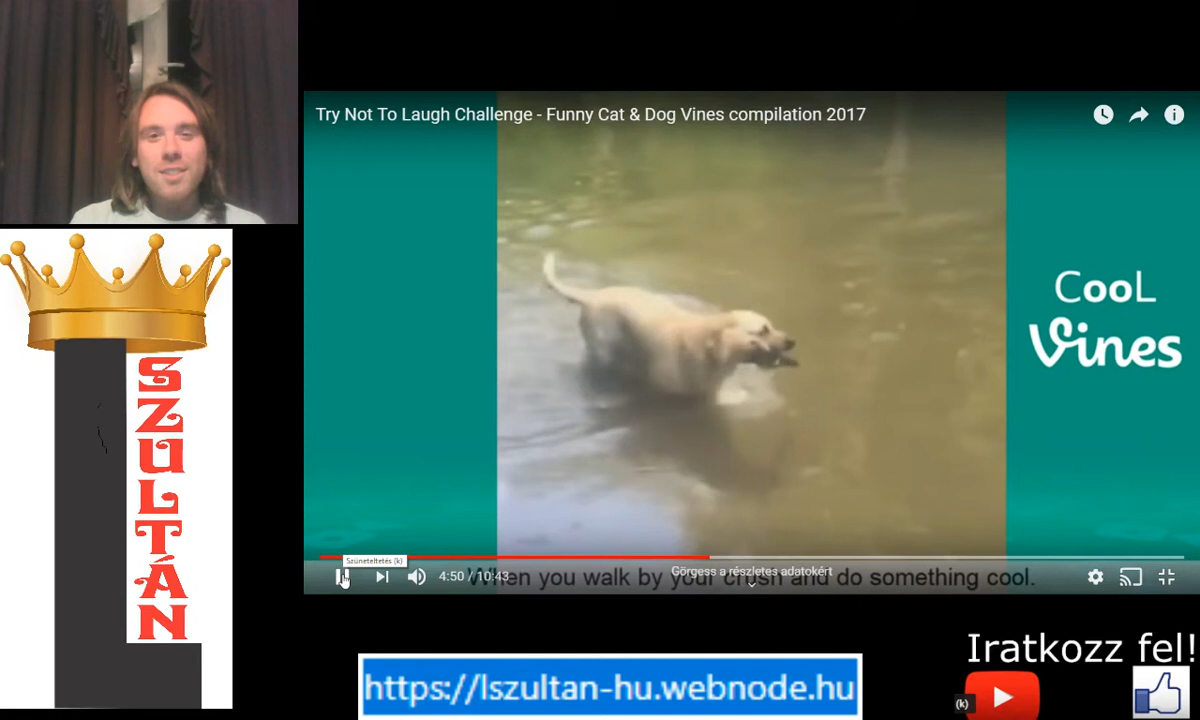 Try Not To Laugh Challenge - Funny Cat & Dog Vines compilation 2017
CooL
Vines
SZULTÁN
Szüneteltetés (k)
4:50 / 10:43
Görgess a részletes adatokért
When you walk by your crush and do something cool.
Iratkozz fel!
https://lszultan-hu.webnode.hu
(k)